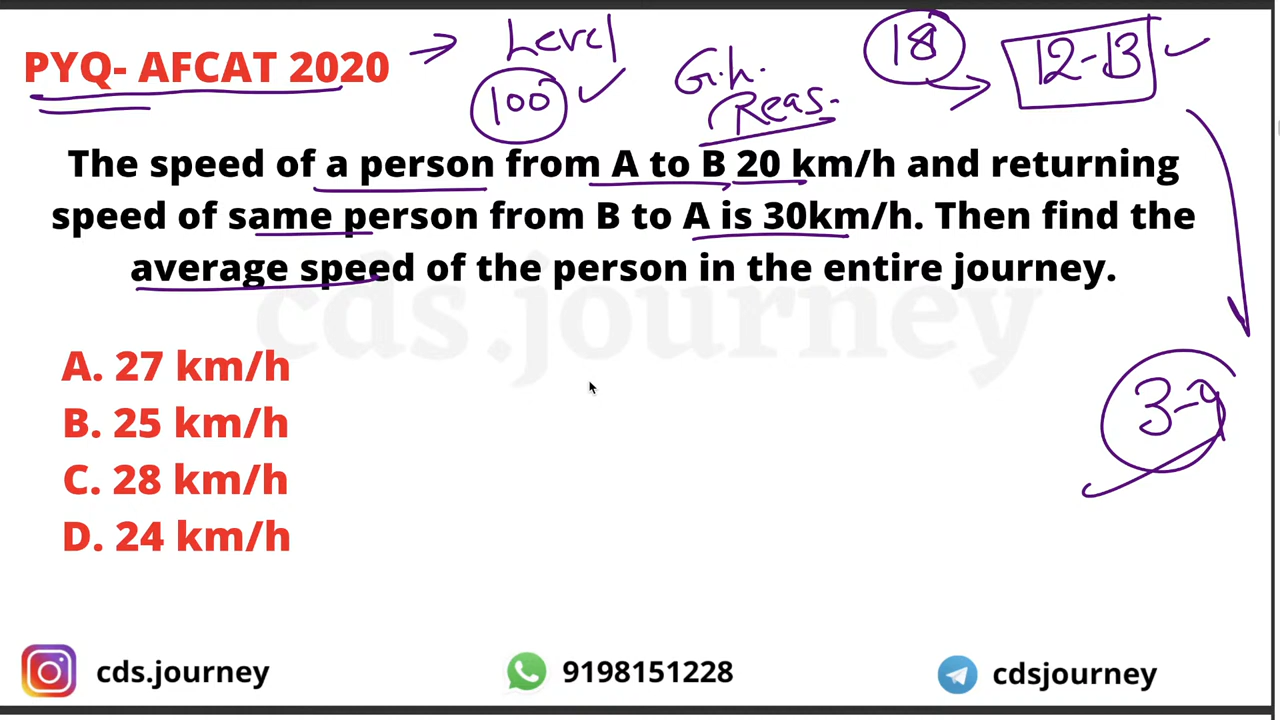 PYQ- AFCAT 2020
Level
100
G.K.
Reas.
18
12-13
The speed of a person from A to B 20 km/h and returning
speed of same person from B to A is 30km/h. Then find the
average speed of the person in the entire journey.
cds.journey
A. 27 km/h
B. 25 km/h
C. 28 km/h
D. 24 km/h
cds.journey
9198151228
cdsjourney